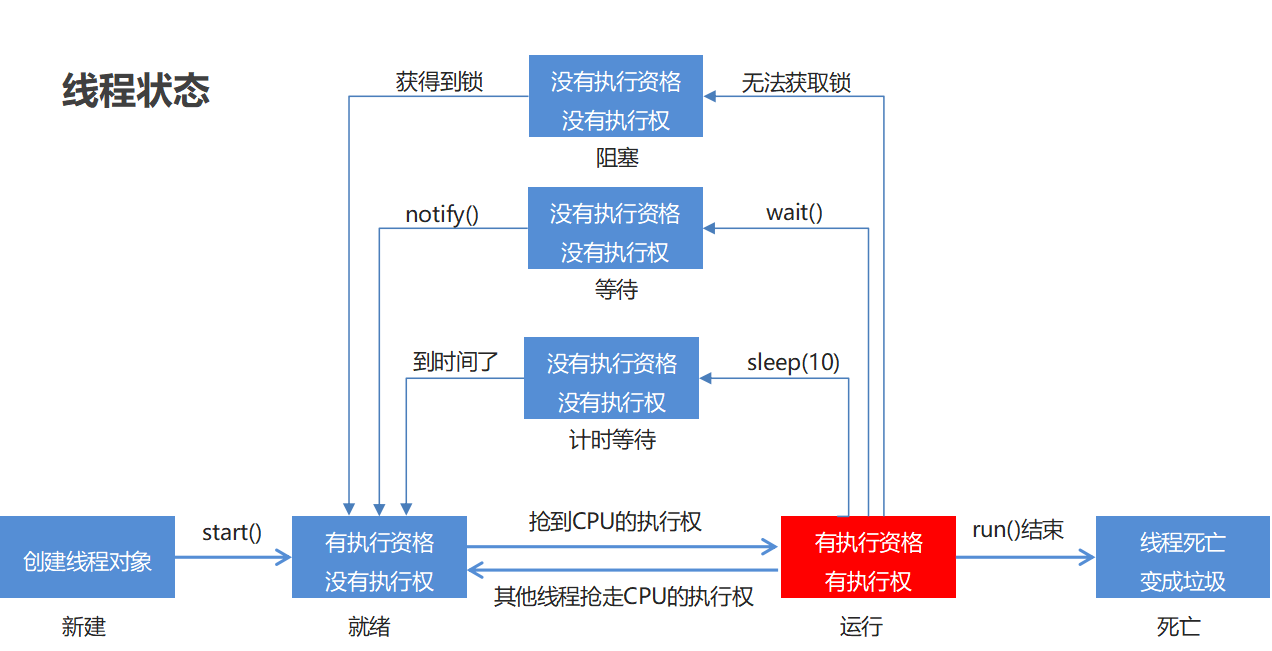 线程状态
获得到锁
没有执行资格
没有执行权
无法获取锁
阻塞
notify()
没有执行资格
没有执行权
wait()
等待
到时间了
没有执行资格
没有执行权
sleep(10)
计时等待
创建线程对象
新建
start()
有执行资格
没有执行权
就绪
抢到CPU的执行权
其他线程抢走CPU的执行权
有执行资格
有执行权
运行
run()结束
线程死亡
变成垃圾
死亡